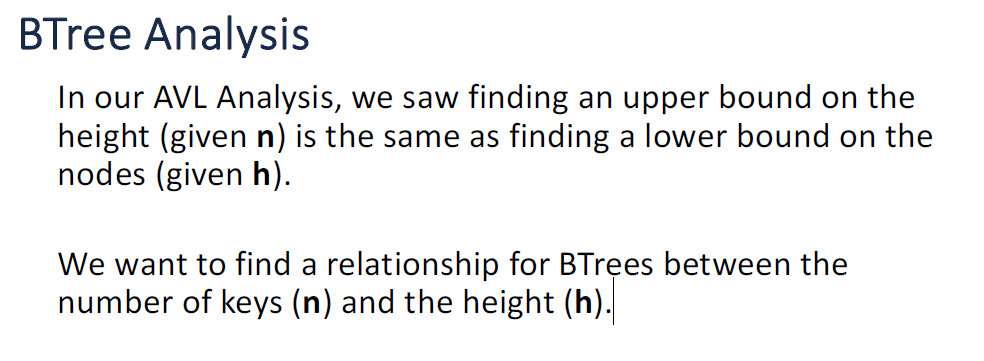 BTree Analysis
In our AVL Analysis, we saw finding an upper bound on the
height (given n) is the same as finding a lower bound on the
nodes (given h).
We want to find a relationship for BTrees between the
number of keys (n) and the height (h).